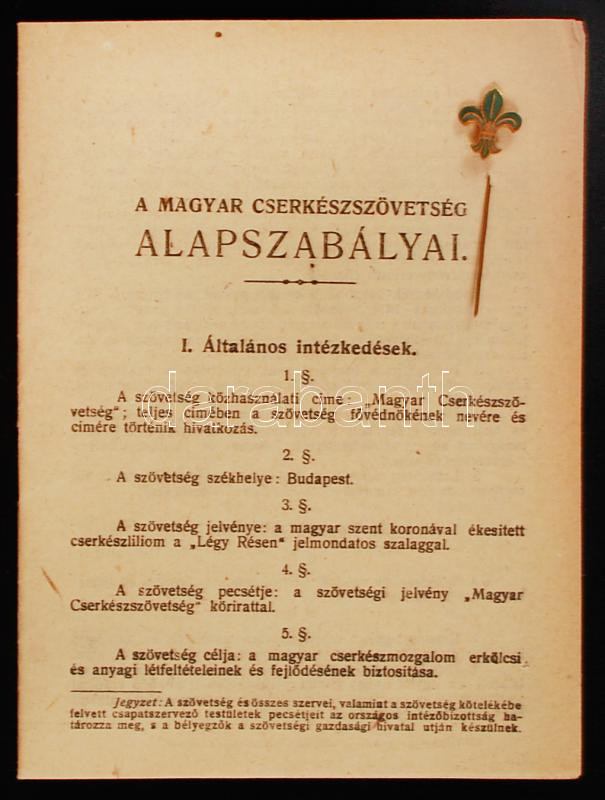 A MAGYAR CSERKÉSZSZÖVETSÉG
ALAPSZABÁLYAI.
I. Általános intézkedések.
1. §.
A szövetség közhasználati címe: „Magyar Cserkészszö-
vetség“; teljes címében a szövetség fővédnökének nevére és
címére történik hivatkozás.
2. §.
A szövetség székhelye: Budapest.
3. §.
A szövetség jelvénye: a magyar szent koronával ékesített
cserkészliliom a „Légy Résen“ jelmondatos szalaggal.
4. §.
A szövetség pecsétje: a szövetségi jelvény „Magyar
Cserkészszövetség“ körirattal.
5. §.
A szövetség célja: a magyar cserkészmozgalom erkölcsi
és anyagi létfeltételeinek és fejlődésének biztosítása.
Jegyzet: A szövetség és összes szervei, valamint a szövetség kötelékébe
felvett csapatszervező testületek pecsétjeit az országos intézőbizottság ha-
tározza meg, s a bélyegzők a szövetségi gazdasági hivatal útján készülnek.
darabanth